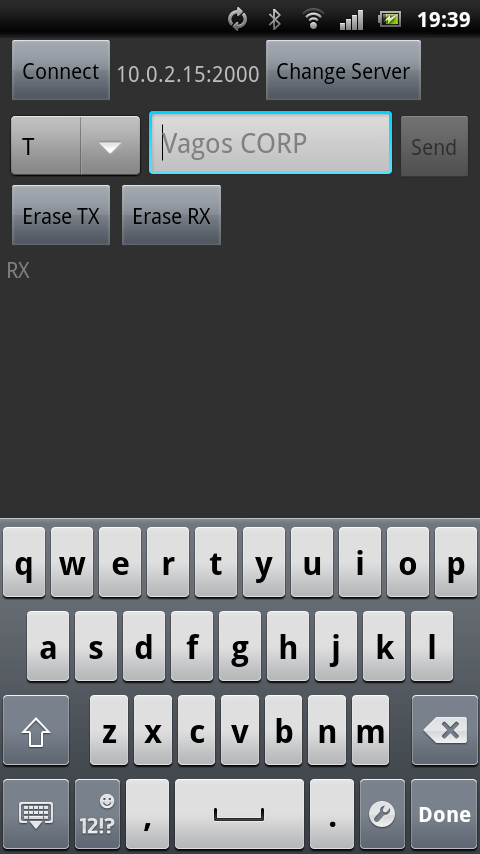 19:39
Connect 10.0.2.15:2000 Change Server
T Vagos CORP Send
Erase TX Erase RX
RX
q w e r t y u i o p
a s d f g h j k l
z x c v b n m
12!? , . Done